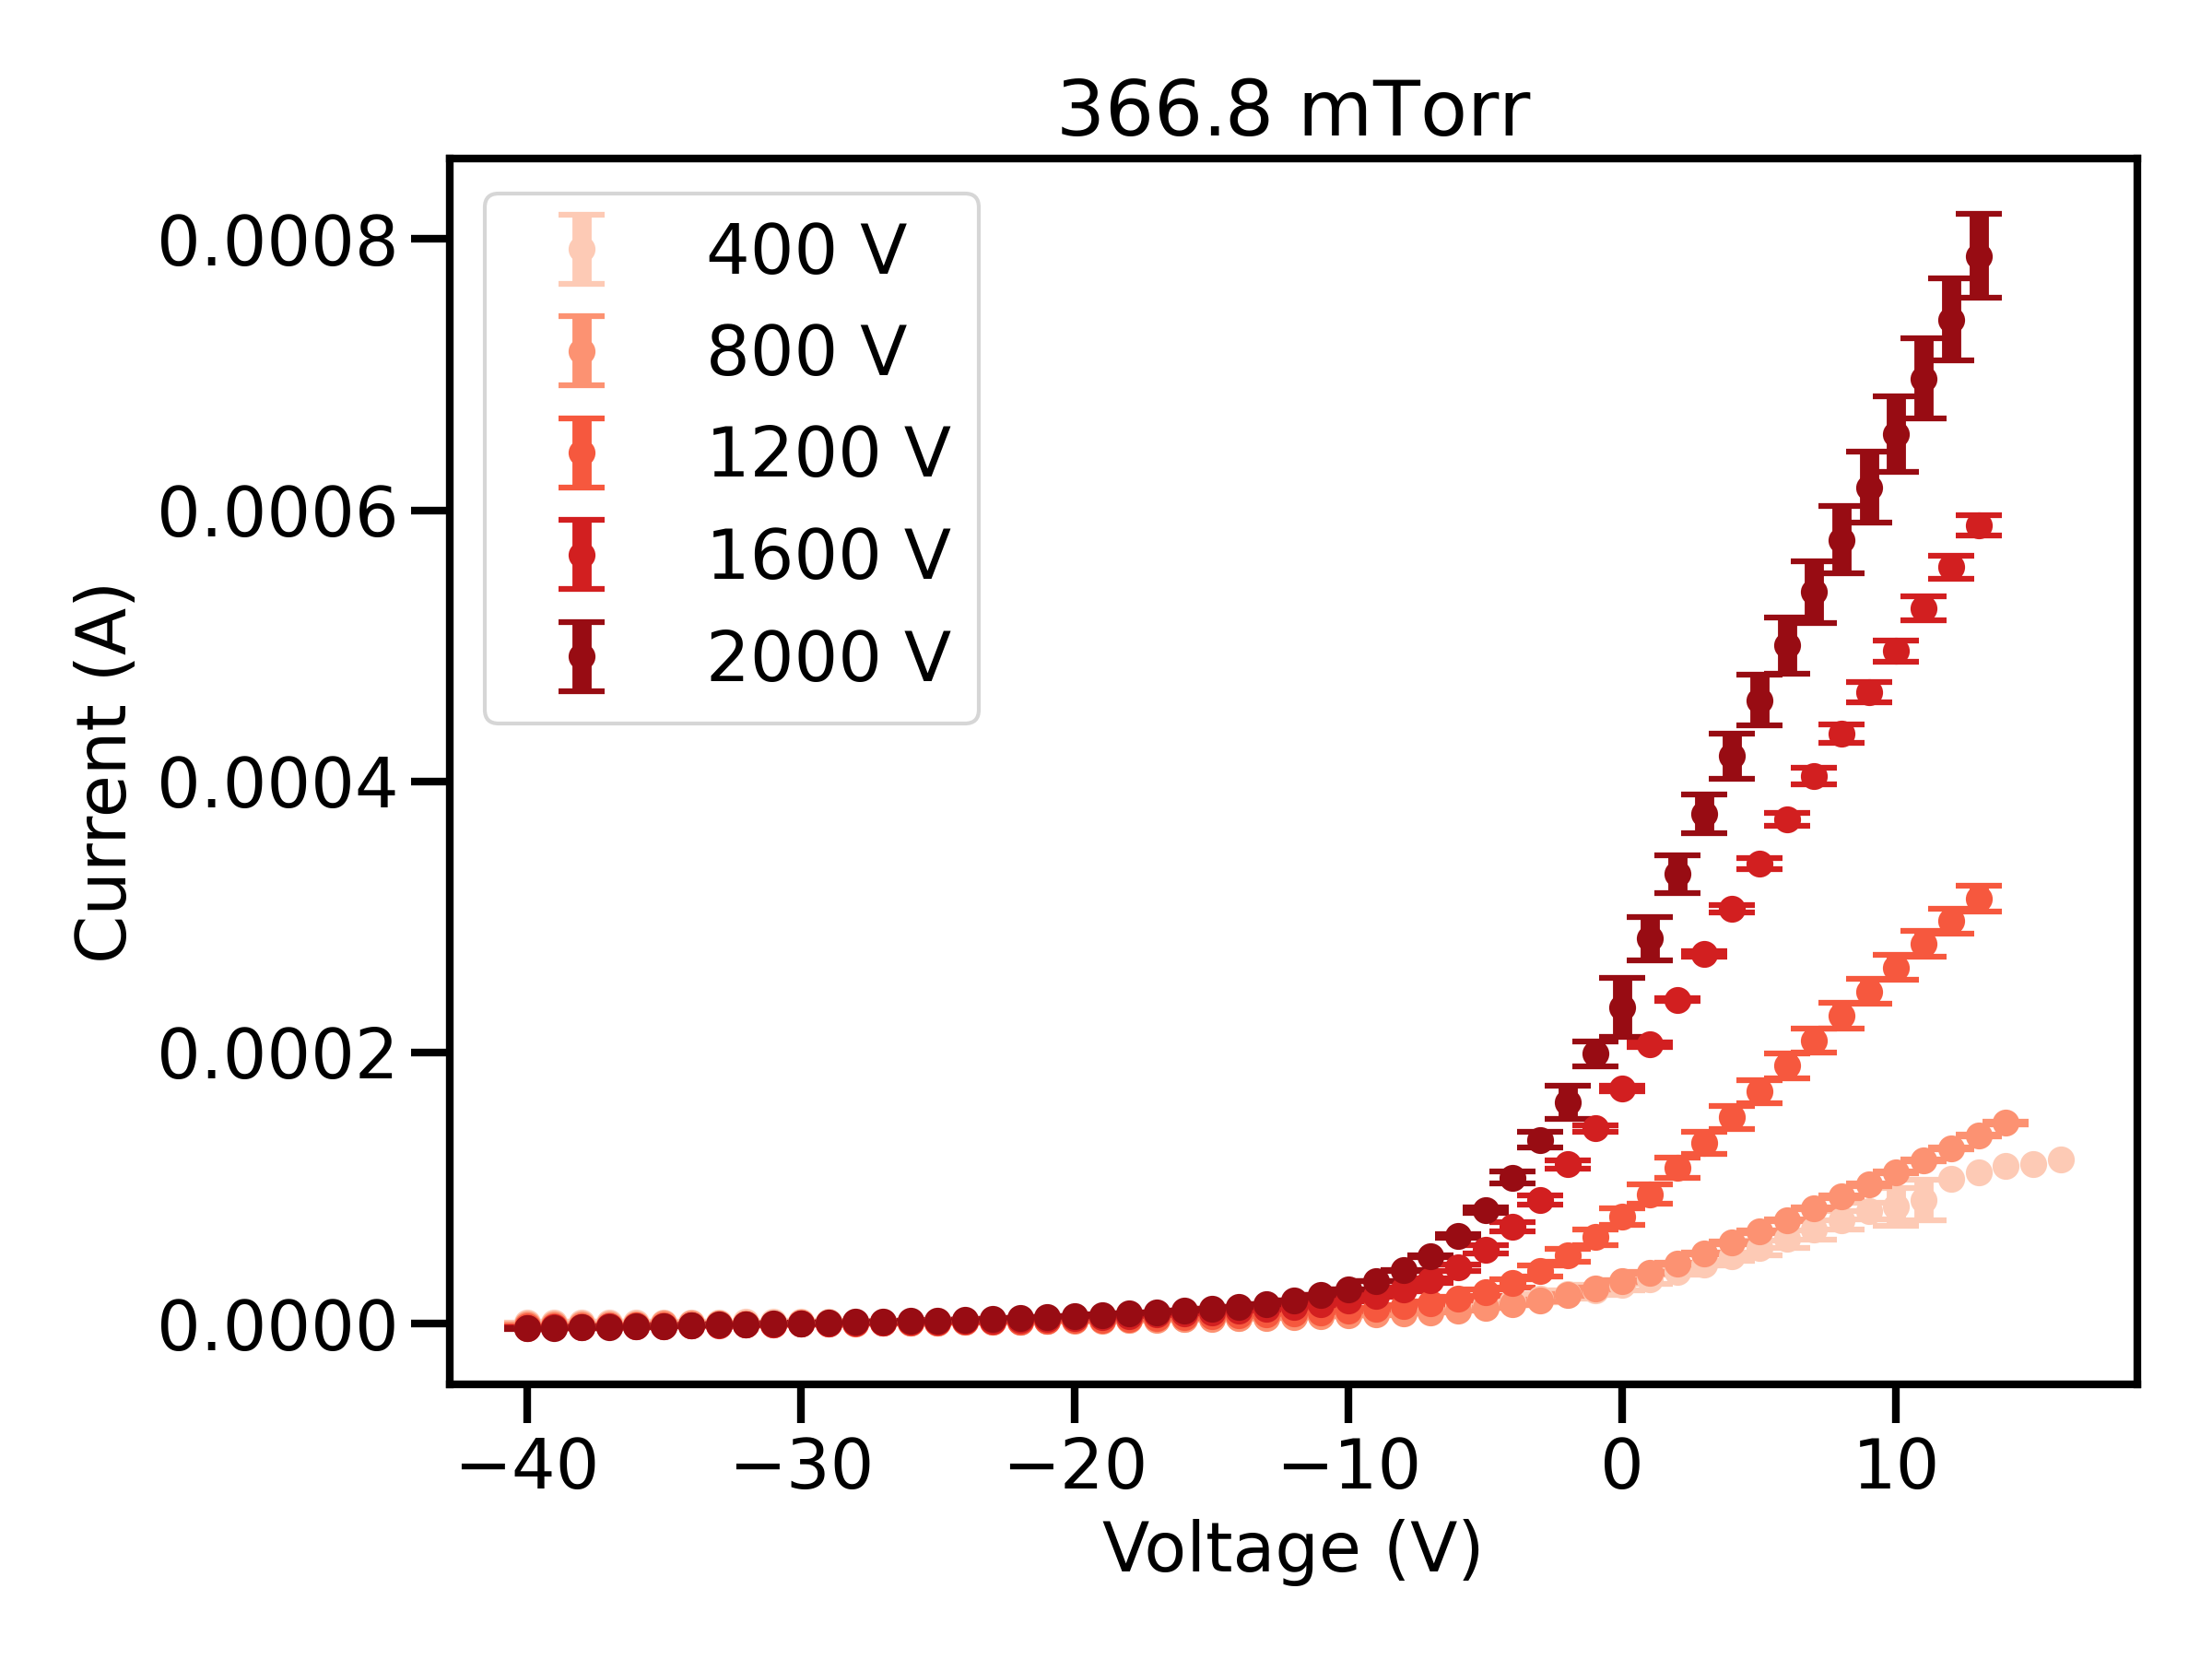 366.8 mTorr
400 V
800 V
1200 V
1600 V
2000 V
Current (A)
0.0008
0.0006
0.0004
0.0002
0.0000
−40 −30 −20 −10 0 10
Voltage (V)